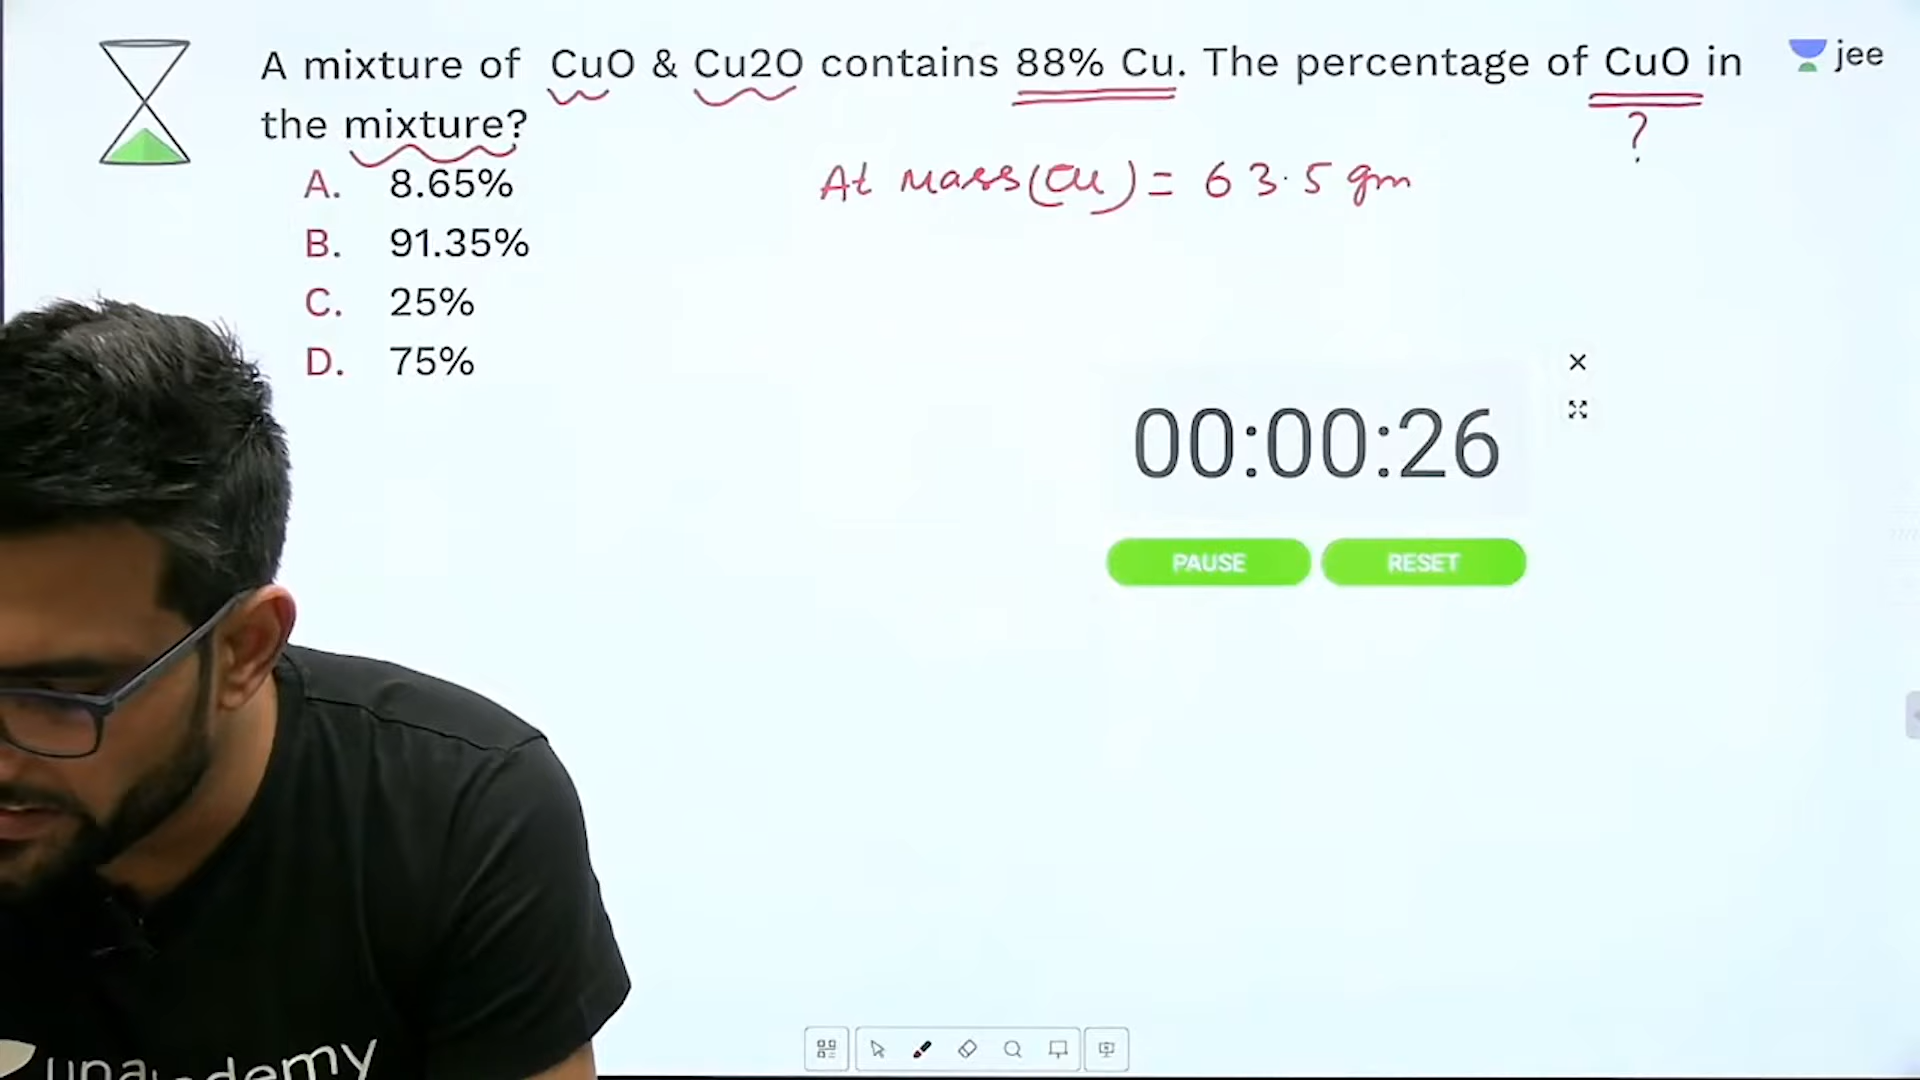 A mixture of CuO & Cu2O contains 88% Cu. The percentage of CuO in
the mixture?
?
jee
At Mass(Cu) = 63.5 gm
A. 8.65%
B. 91.35%
C. 25%
D. 75%
00:00:26
PAUSE RESET